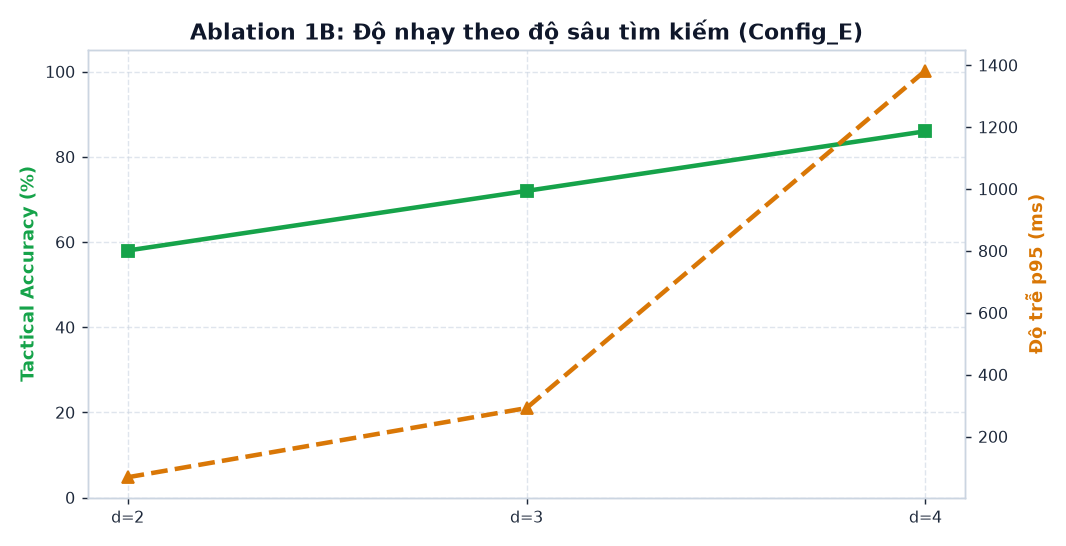 Ablation 1B: Độ nhạy theo độ sâu tìm kiếm (Config_E)
Tactical Accuracy (%)
100
80
60
40
20
0
d=2
d=3
d=4
1400
1200
1000
800
600
400
200
Độ trễ p95 (ms)